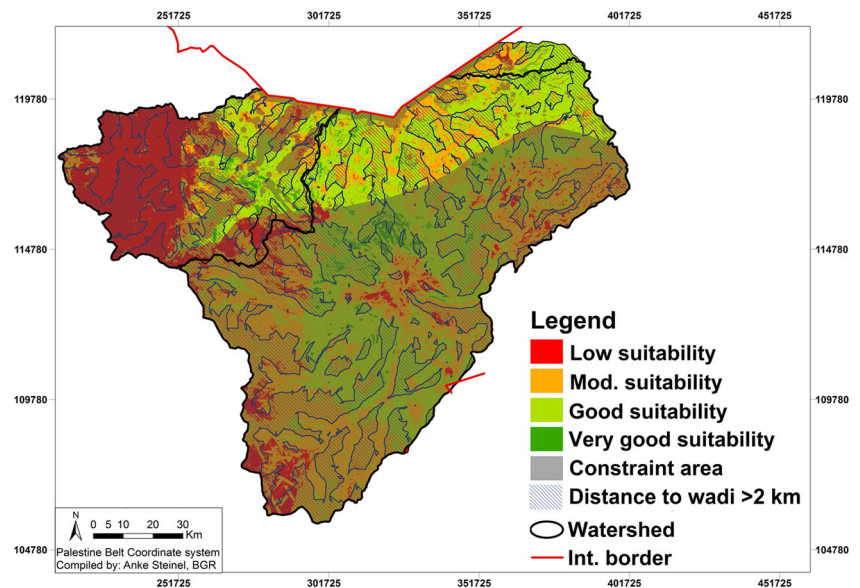 251725 301725 351725 401725 451725
119780 119780
114780 114780
Legend
Low suitability
Mod. suitability
Good suitability
109780 109780
Very good suitability
Constraint area
Distance to wadi >2 km
N
0 5 10 20 30
Km
Watershed
Palestine Belt Coordinate system
Compiled by: Anke Steinel, BGR
Int. border
104780 104780
251725 301725 351725 401725 451725